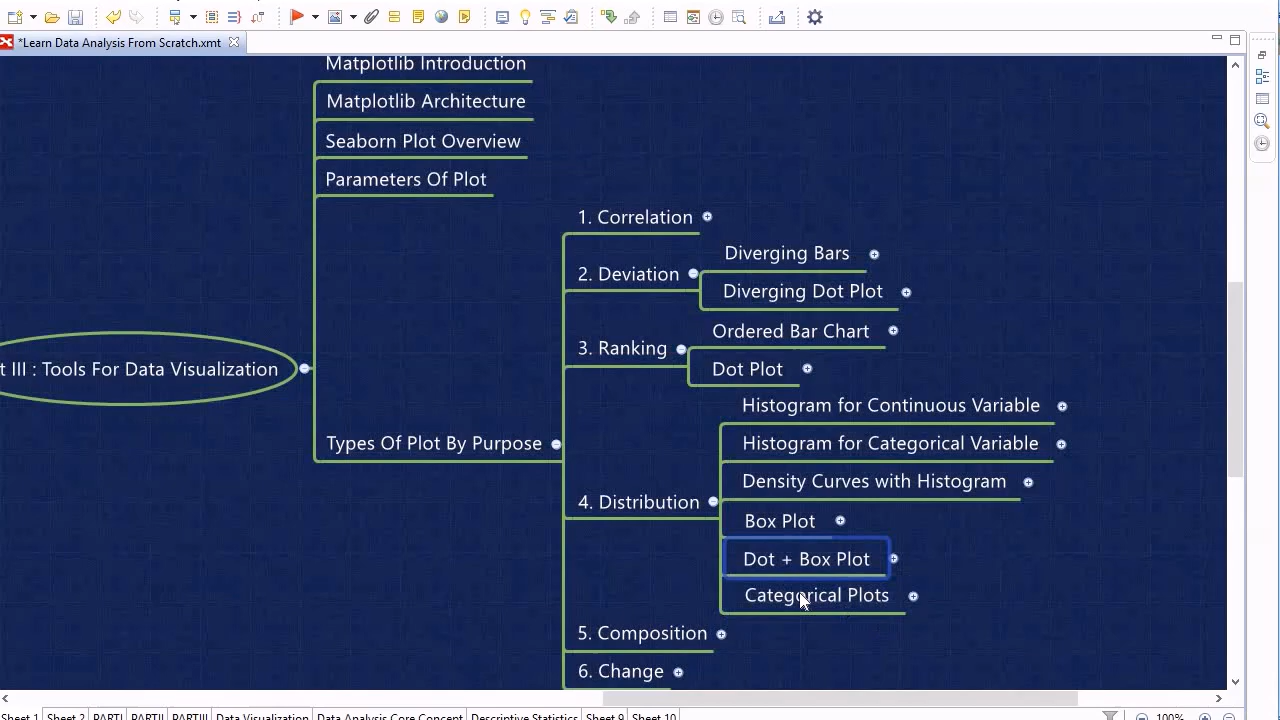 *Learn Data Analysis From Scratch.xmt
Matplotlib Introduction
Matplotlib Architecture
Seaborn Plot Overview
Parameters Of Plot
1. Correlation
Diverging Bars
2. Deviation
Diverging Dot Plot
Ordered Bar Chart
3. Ranking
Dot Plot
t III : Tools For Data Visualization
Histogram for Continuous Variable
Types Of Plot By Purpose
Histogram for Categorical Variable
Density Curves with Histogram
4. Distribution
Box Plot
Dot + Box Plot
Categorical Plots
5. Composition
6. Change
Sheet 1 Sheet 2 PARTI PARTII PARTIII Data Visualization Data Analysis Core Concept Descriptive Statistics Sheet 9 Sheet 10 100%